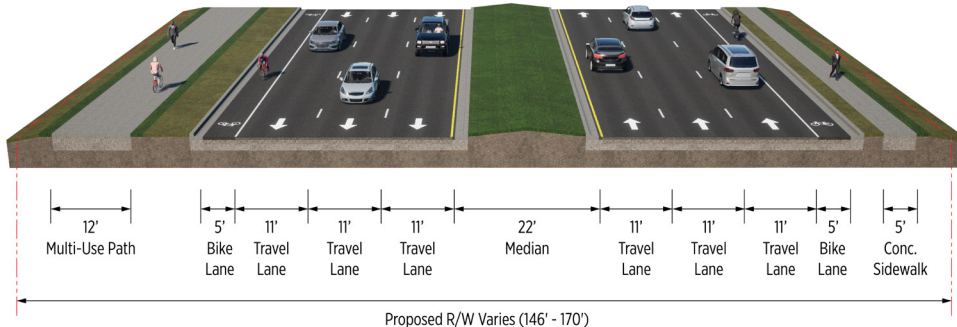 12'
Multi-Use Path
5'
Bike
Lane
11'
Travel
Lane
11'
Travel
Lane
11'
Travel
Lane
22'
Median
11'
Travel
Lane
11'
Travel
Lane
11'
Travel
Lane
5'
Bike
Lane
5'
Conc.
Sidewalk
Proposed R/W Varies (146' - 170')